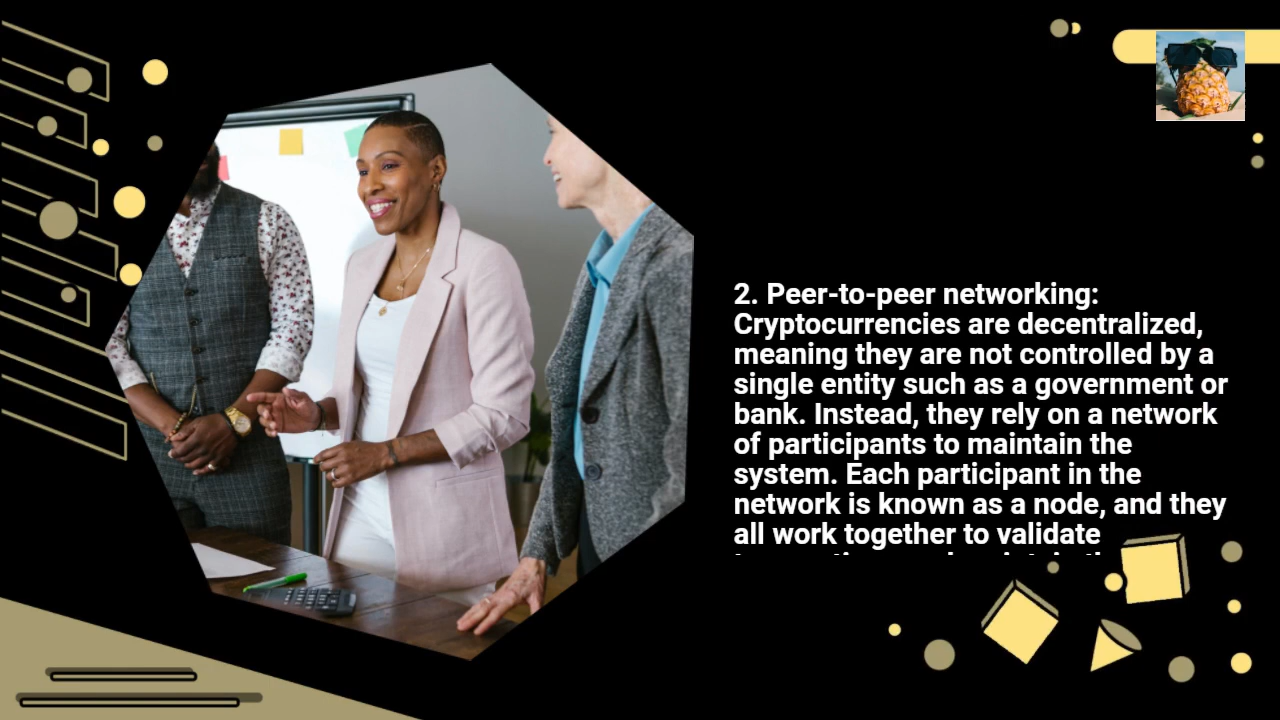 2. Peer-to-peer networking:
Cryptocurrencies are decentralized,
meaning they are not controlled by a
single entity such as a government or
bank. Instead, they rely on a network
of participants to maintain the
system. Each participant in the
network is known as a node, and they
all work together to validate